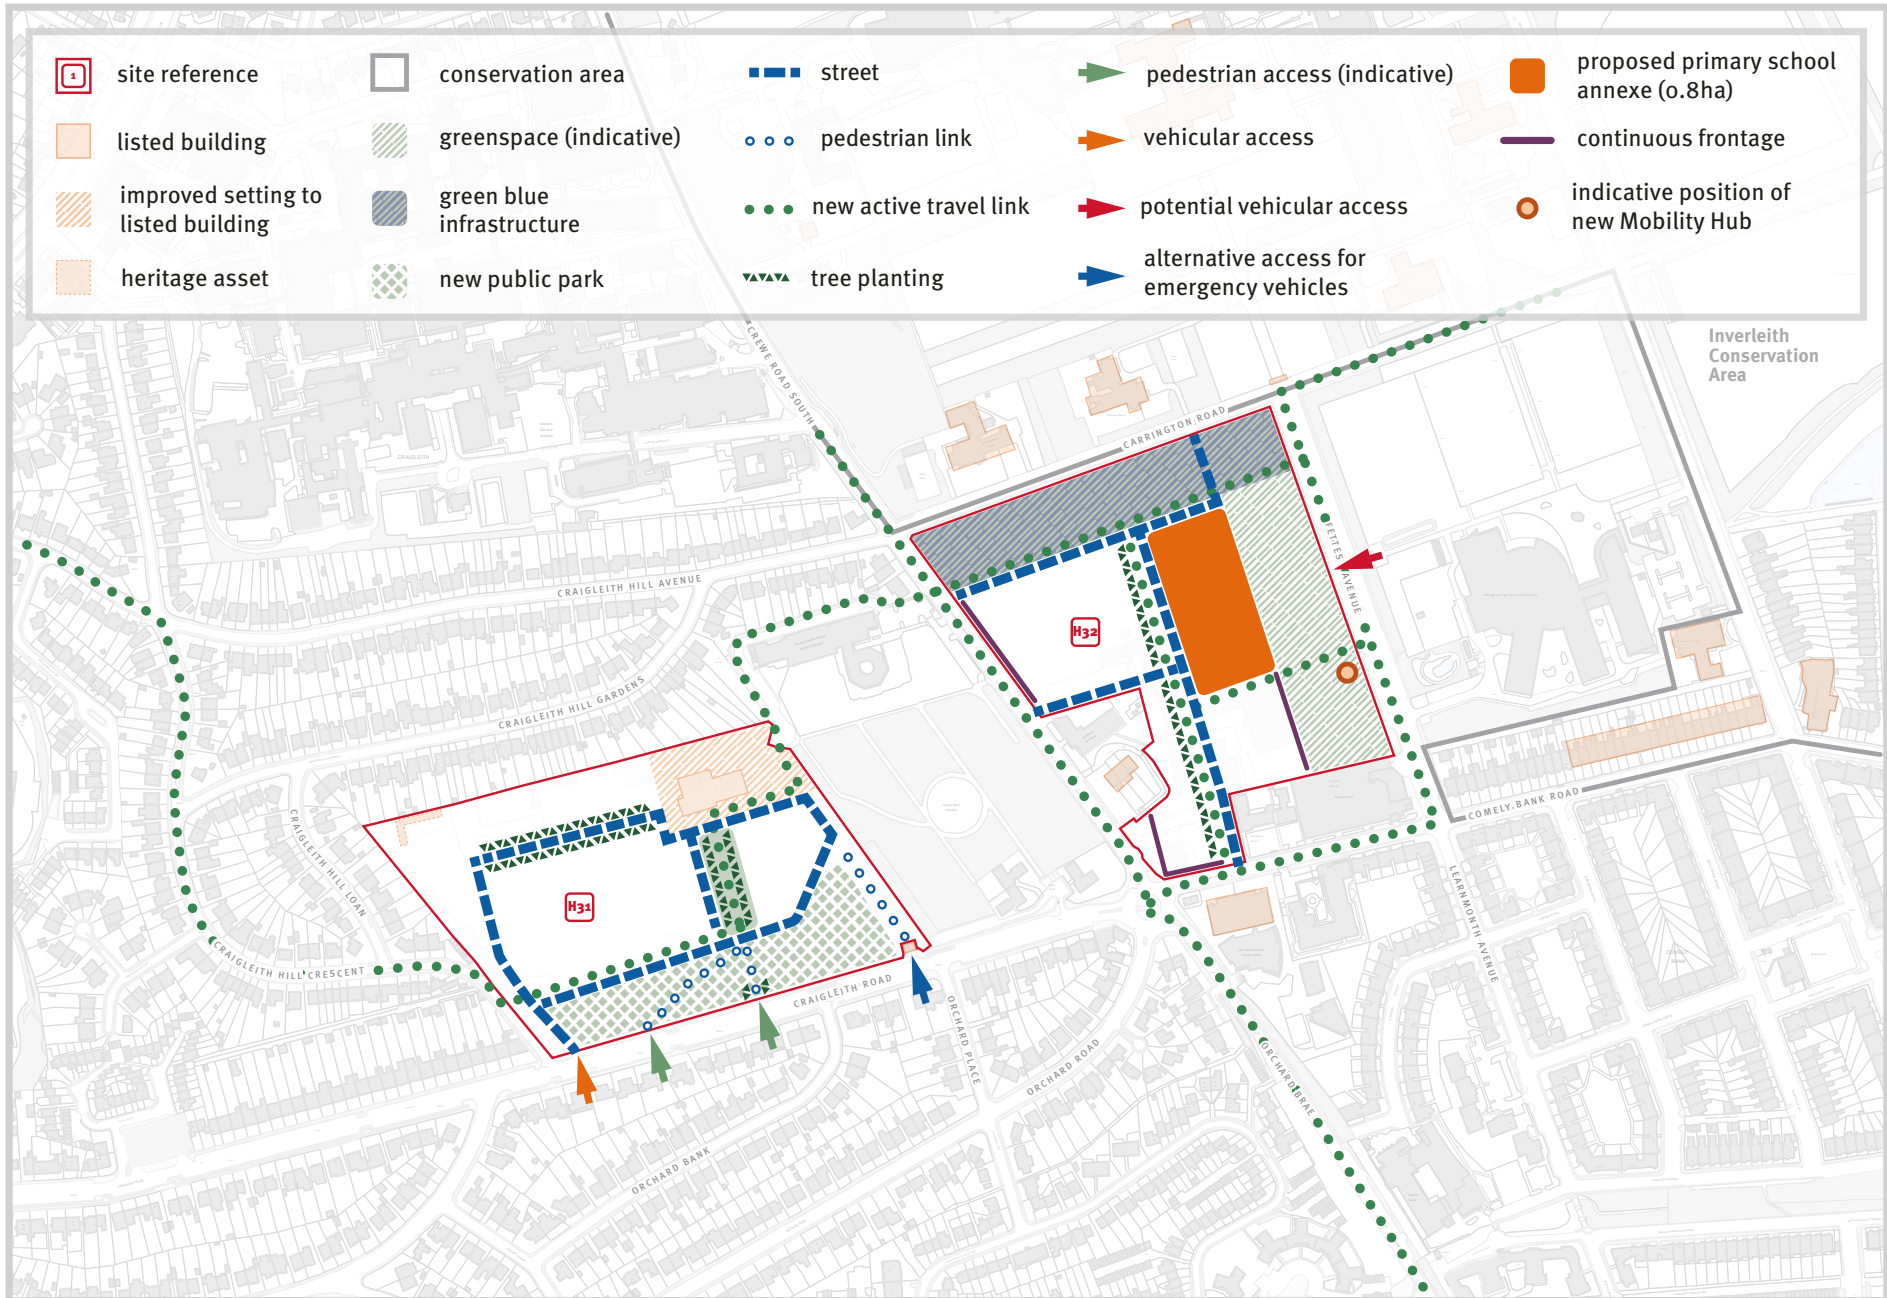 1
site reference
listed building
improved setting to
listed building
heritage asset
conservation area
greenspace (indicative)
green blue
infrastructure
new public park
street
pedestrian link
new active travel link
tree planting
pedestrian access (indicative)
vehicular access
potential vehicular access
alternative access for
emergency vehicles
proposed primary school
annexe (0.8ha)
continuous frontage
indicative position of
new Mobility Hub
Inverleith
Conservation
Area
CREWE ROAD SOUTH
CARRINGTON ROAD
CRAIGLEITH
FETTES AVENUE
CRAIGLEITH HILL AVENUE
H32
CRAIGLEITH HILL GARDENS
CRAIGLEITH HILL LOAN
COMELY BANK ROAD
H31
LEARNMONTH AVENUE
CRAIGLEITH HILL CRESCENT
CRAIGLEITH ROAD
ORCHARD PLACE
ORCHARD ROAD
ORCHARD BRAE
ORCHARD BANK